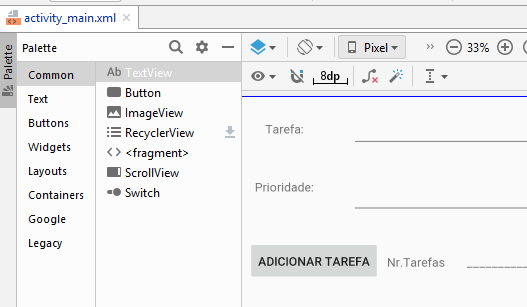 activity_main.xml
Palette
Palette
Pixel
33%
Common
Text
Buttons
Widgets
Layouts
Containers
Google
Legacy
Ab TextView
Button
ImageView
RecyclerView
<> <fragment>
ScrollView
Switch
8dp
Tarefa:
Prioridade:
ADICIONAR TAREFA
Nr.Tarefas